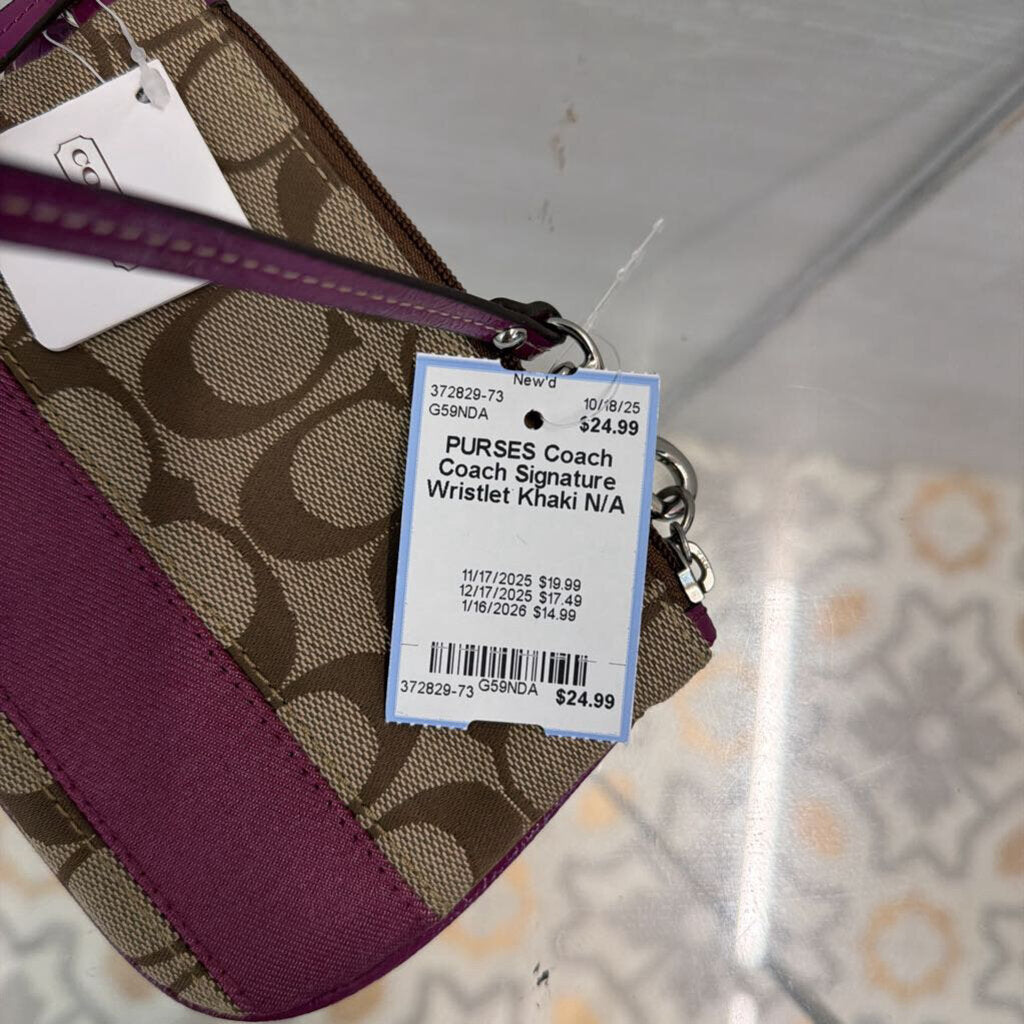 New'd
372829-73 10/18/25
G59NDA $24.99
PURSES Coach
Coach Signature
Wristlet Khaki N/A
11/17/2025 $19.99
12/17/2025 $17.49
1/16/2026 $14.99
372829-73 G59NDA $24.99